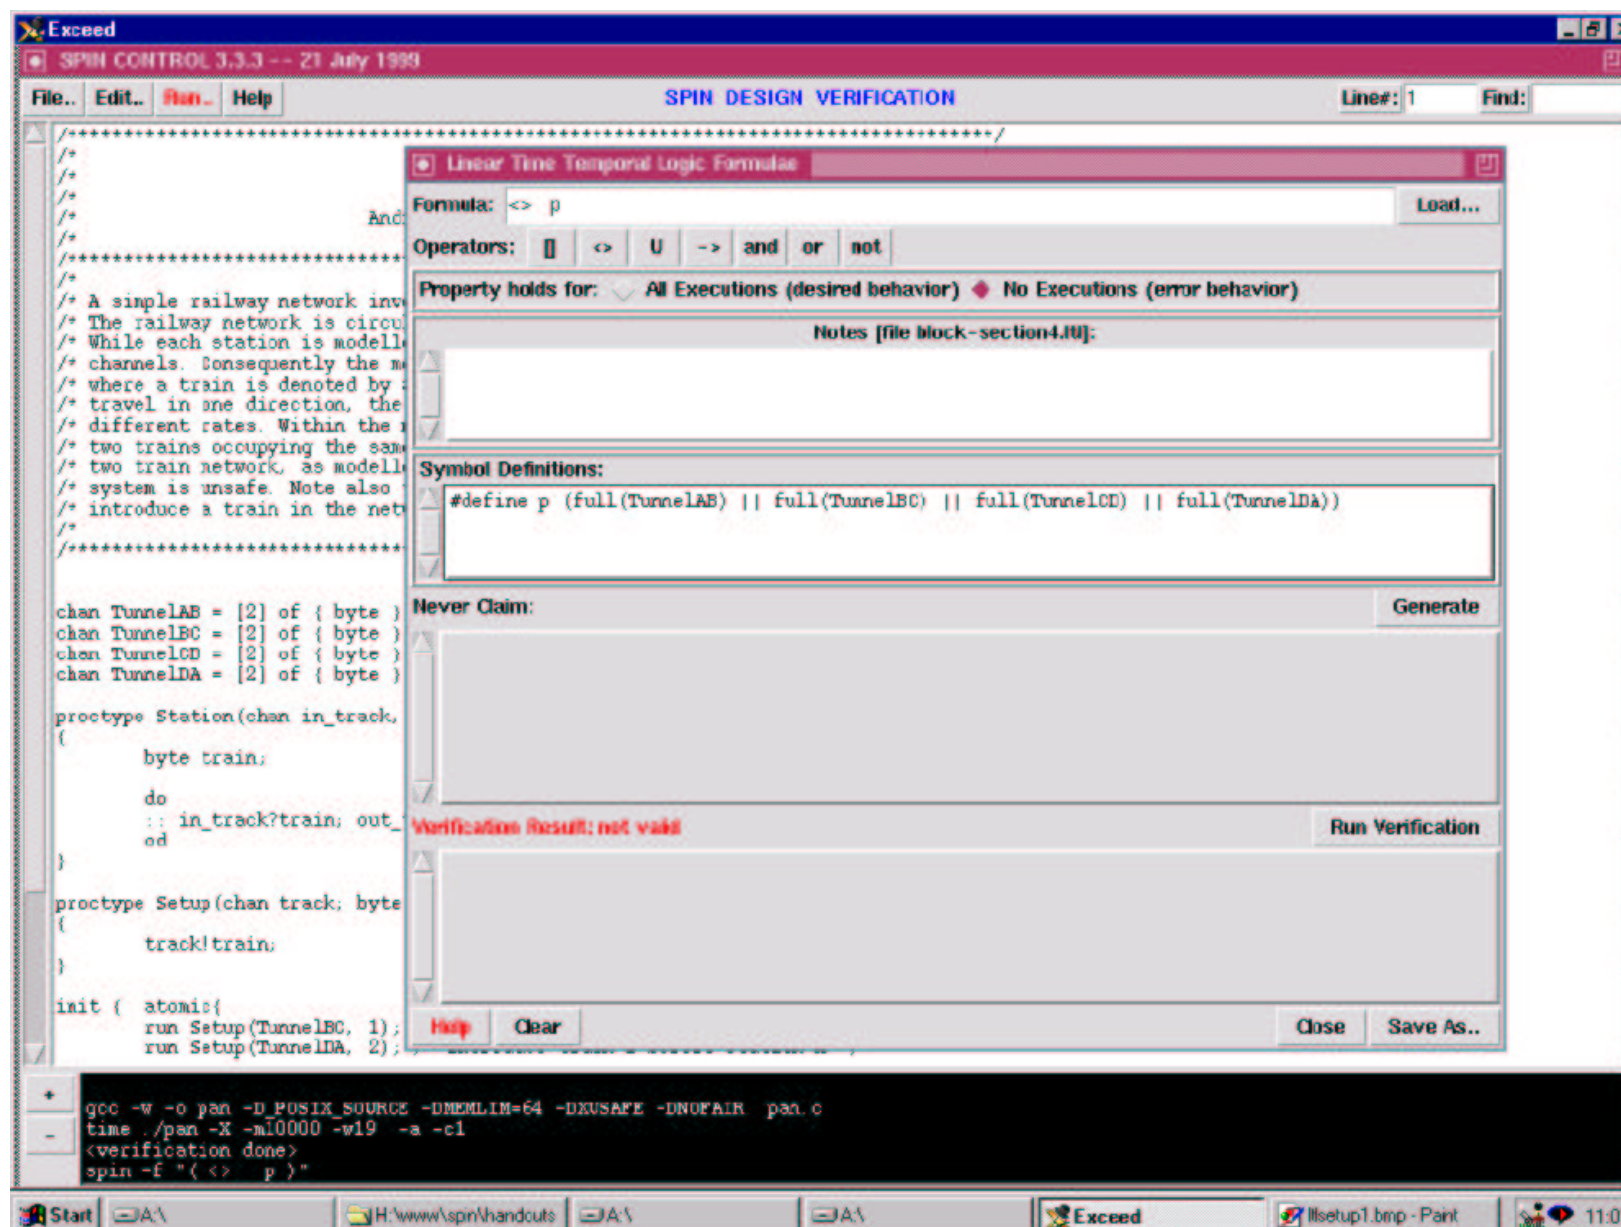 Exceed
SPIN CONTROL 3.3.3 -- 21 July 1999
File.. Edit.. Run.. Help SPIN DESIGN VERIFICATION Line#: 1 Find:
/*****************************************************************************/
/*
/*
/*
/* And
/*
/*******************************
/*
/* A simple railway network inv
/* The railway network is circu
/* While each station is modell
/* channels. Consequently the m
/* where a train is denoted by a
/* travel in one direction, the
/* different rates. Within the
/* two trains occupying the sam
/* two train network, as modell
/* system is unsafe. Note also
/* introduce a train in the net
/*
/*******************************
chan TunnelAB = [2] of { byte }
chan TunnelBC = [2] of { byte }
chan TunnelCD = [2] of { byte }
chan TunnelDA = [2] of { byte }
proctype Station(chan in_track,
{
byte train;
do
:: in_track?train; out_
od
}
proctype Setup(chan track; byte
{
track!train;
}
init { atomic{
run Setup(TunnelBC, 1);
run Setup(TunnelDA, 2);
Linear Time Temporal Logic Formulae
Formula: <> p Load...
Operators: [] <> U -> and or not
Property holds for: All Executions (desired behavior) No Executions (error behavior)
Notes [file block-section4.ltl]:
Symbol Definitions:
#define p (full(TunnelAB) || full(TunnelBC) || full(TunnelCD) || full(TunnelDA))
Never Claim: Generate
Verification Result: not valid Run Verification
Help Clear Close Save As..
+
-
gcc -w -o pan -D_POSIX_SOURCE -DMEMLIM=64 -DXUSAFE -DNOFAIR pan.c
time ./pan -X -m10000 -w19 -a -c1
<verification done>
spin -f "( <> p )"
Start A:\ H:\www\spin\handouts A:\ A:\ Exceed ltlsetup1.bmp - Paint 11:0